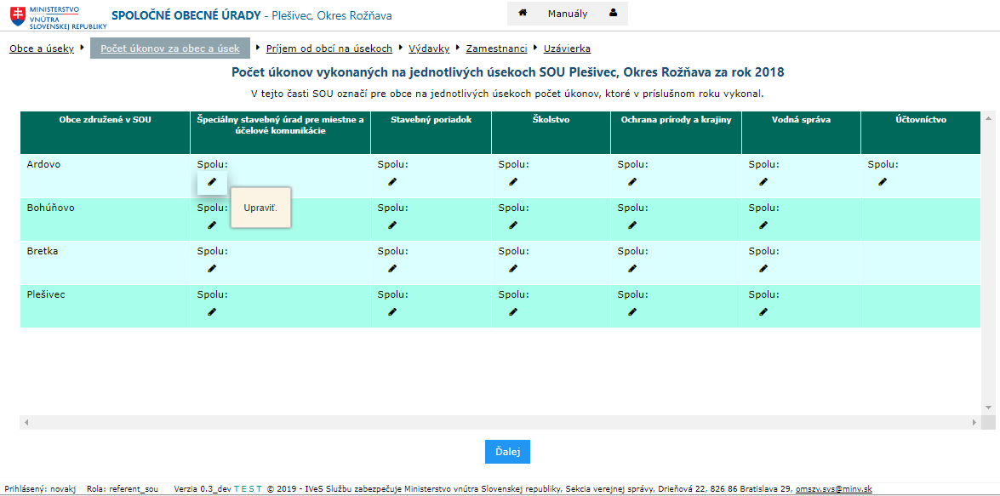 MINISTERSTVO
VNÚTRA
SLOVENSKEJ REPUBLIKY
SPOLOČNÉ OBECNÉ ÚRADY - Plešivec, Okres Rožňava
Manuály
Obce a úseky Počet úkonov za obec a úsek Príjem od obcí na úsekoch Výdavky Zamestnanci Uzávierka
Počet úkonov vykonaných na jednotlivých úsekoch SOU Plešivec, Okres Rožňava za rok 2018
V tejto časti SOU označí pre obce na jednotlivých úsekoch počet úkonov, ktoré v príslušnom roku vykonal.
Obce združené v SOU Špeciálny stavebný úrad pre miestne a účelové komunikácie Stavebný poriadok Školstvo Ochrana prírody a krajiny Vodná správa Účtovníctvo
Ardovo Spolu: Spolu: Spolu: Spolu: Spolu: Spolu:
Upraviť.
Bohúňovo Spolu: Spolu: Spolu: Spolu: Spolu:
Bretka Spolu: Spolu: Spolu: Spolu: Spolu:
Plešivec Spolu: Spolu: Spolu: Spolu: Spolu:
Ďalej
Prihlásený: novakj Rola: referent_sou Verzia 0.3_dev T E S T © 2019 - IVeS Službu zabezpečuje Ministerstvo vnútra Slovenskej republiky, Sekcia verejnej správy, Drieňová 22, 826 86 Bratislava 29, omszv.svs@minv.sk